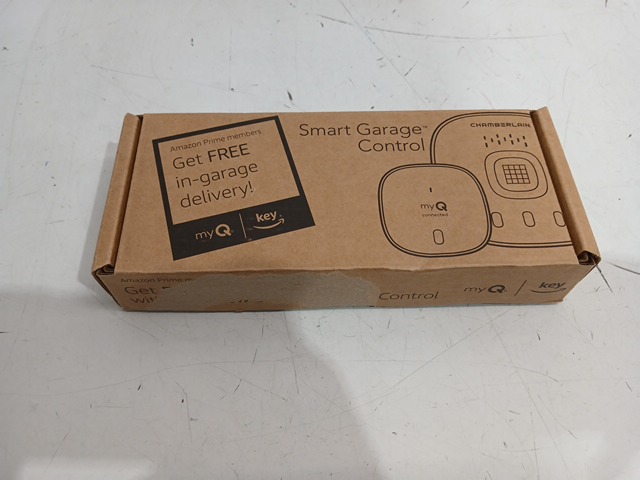 Amazon Prime members
Get FREE
in-garage
delivery!
myQ
key
Smart Garage™
Control
CHAMBERLAIN
myQ
connected
Amazon Prime
Get
Control
myQ
key